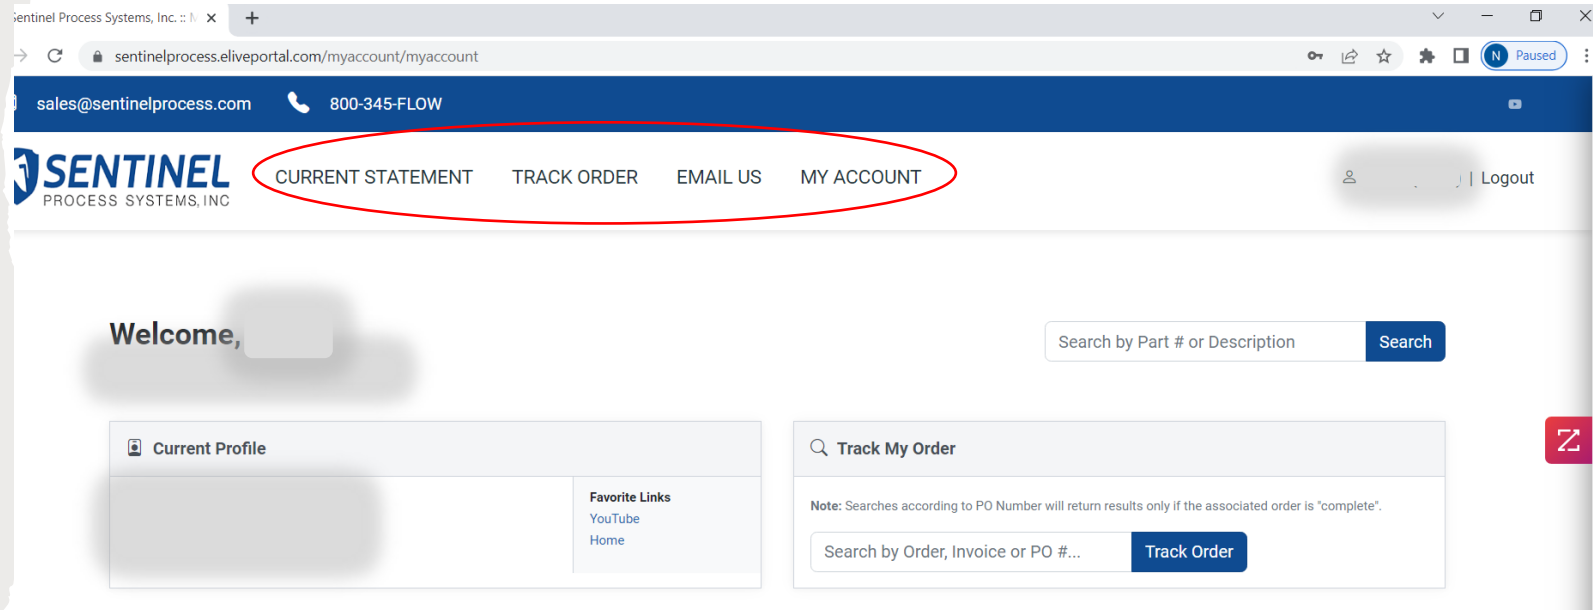 Sentinel Process Systems, Inc. ::
sentinelprocess.eliveportal.com/myaccount/myaccount
N Paused
sales@sentinelprocess.com 800-345-FLOW
SENTINEL
PROCESS SYSTEMS, INC
CURRENT STATEMENT TRACK ORDER EMAIL US MY ACCOUNT
| Logout
Welcome,
Search by Part # or Description Search
Current Profile
Favorite Links
YouTube
Home
Track My Order
Note: Searches according to PO Number will return results only if the associated order is "complete".
Search by Order, Invoice or PO #... Track Order